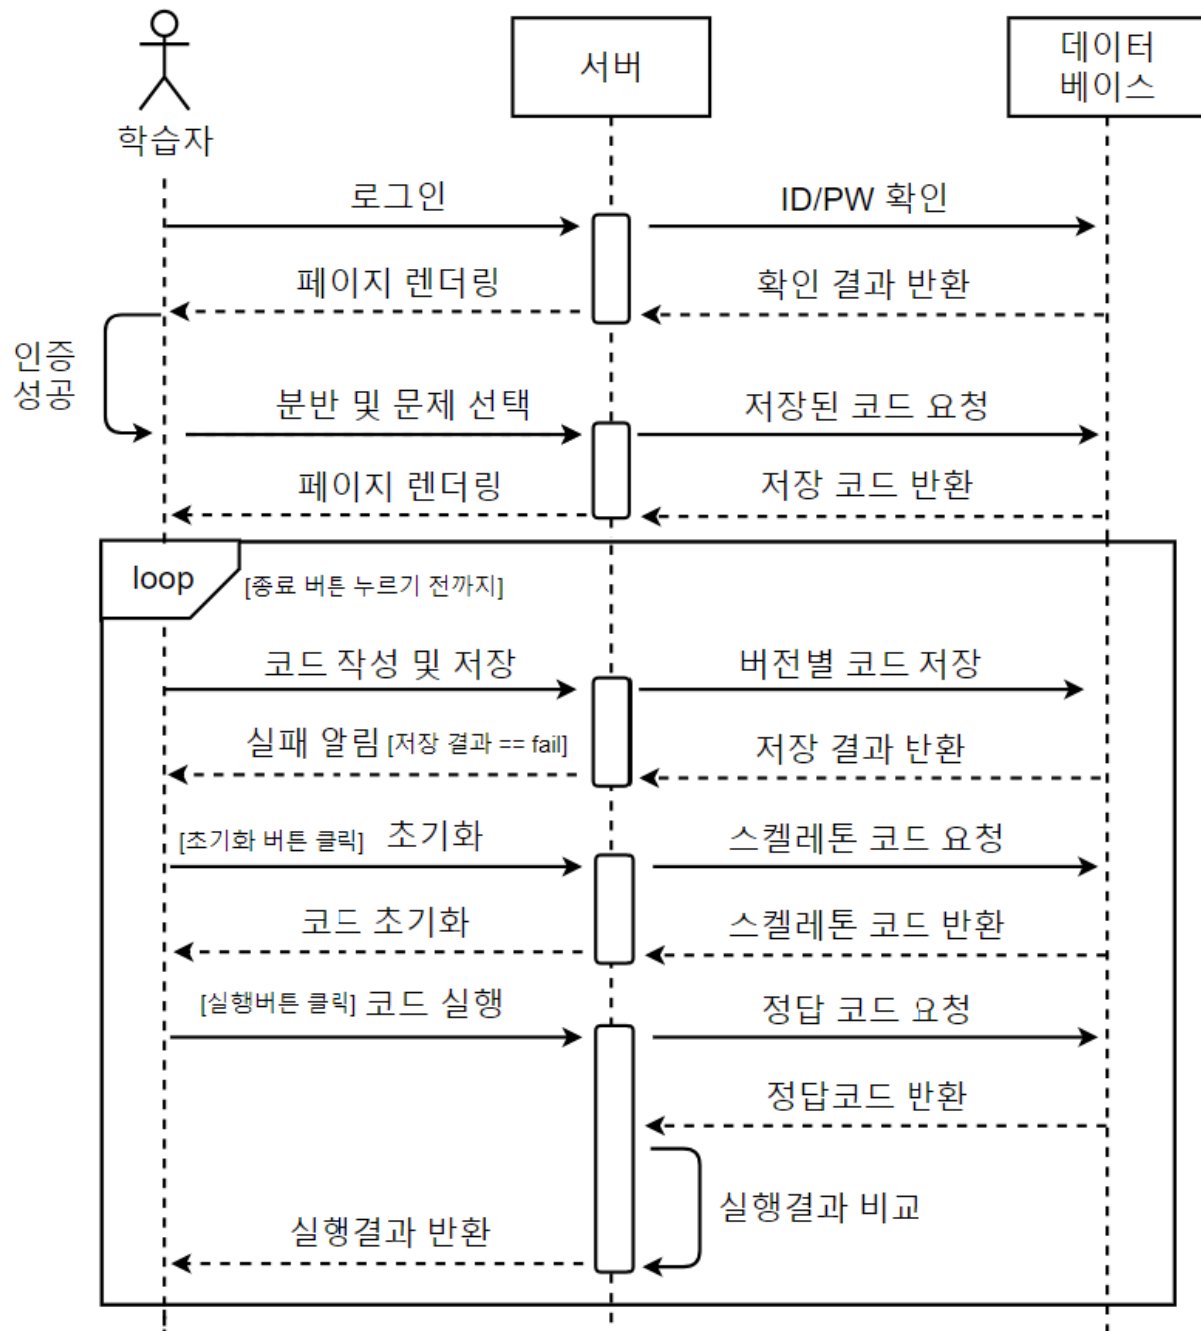 서버
데이터
베이스
학습자
로그인
ID/PW 확인
페이지 렌더링
확인 결과 반환
인증
성공
분반 및 문제 선택
저장된 코드 요청
페이지 렌더링
저장 코드 반환
loop
[종료 버튼 누르기 전까지]
코드 작성 및 저장
버전별 코드 저장
실패 알림 [저장 결과 == fail]
저장 결과 반환
[초기화 버튼 클릭] 초기화
스켈레톤 코드 요청
코드 초기화
스켈레톤 코드 반환
[실행버튼 클릭] 코드 실행
정답 코드 요청
정답코드 반환
실행결과 비교
실행결과 반환